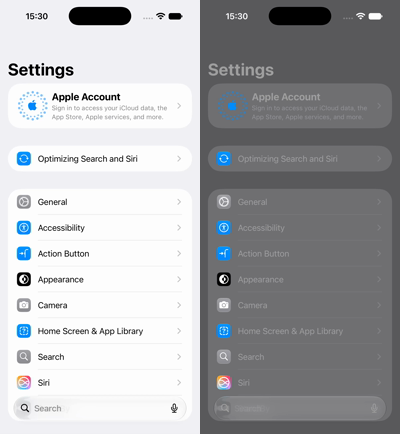 15:30
Settings
Apple Account
Sign in to access your iCloud data, the
App Store, Apple services, and more.
Optimizing Search and Siri
General
Accessibility
Action Button
Appearance
Camera
Home Screen & App Library
Search
Siri
Search
15:30
Settings
Apple Account
Sign in to access your iCloud data, the
App Store, Apple services, and more.
Optimizing Search and Siri
General
Accessibility
Action Button
Appearance
Camera
Home Screen & App Library
Search
Siri